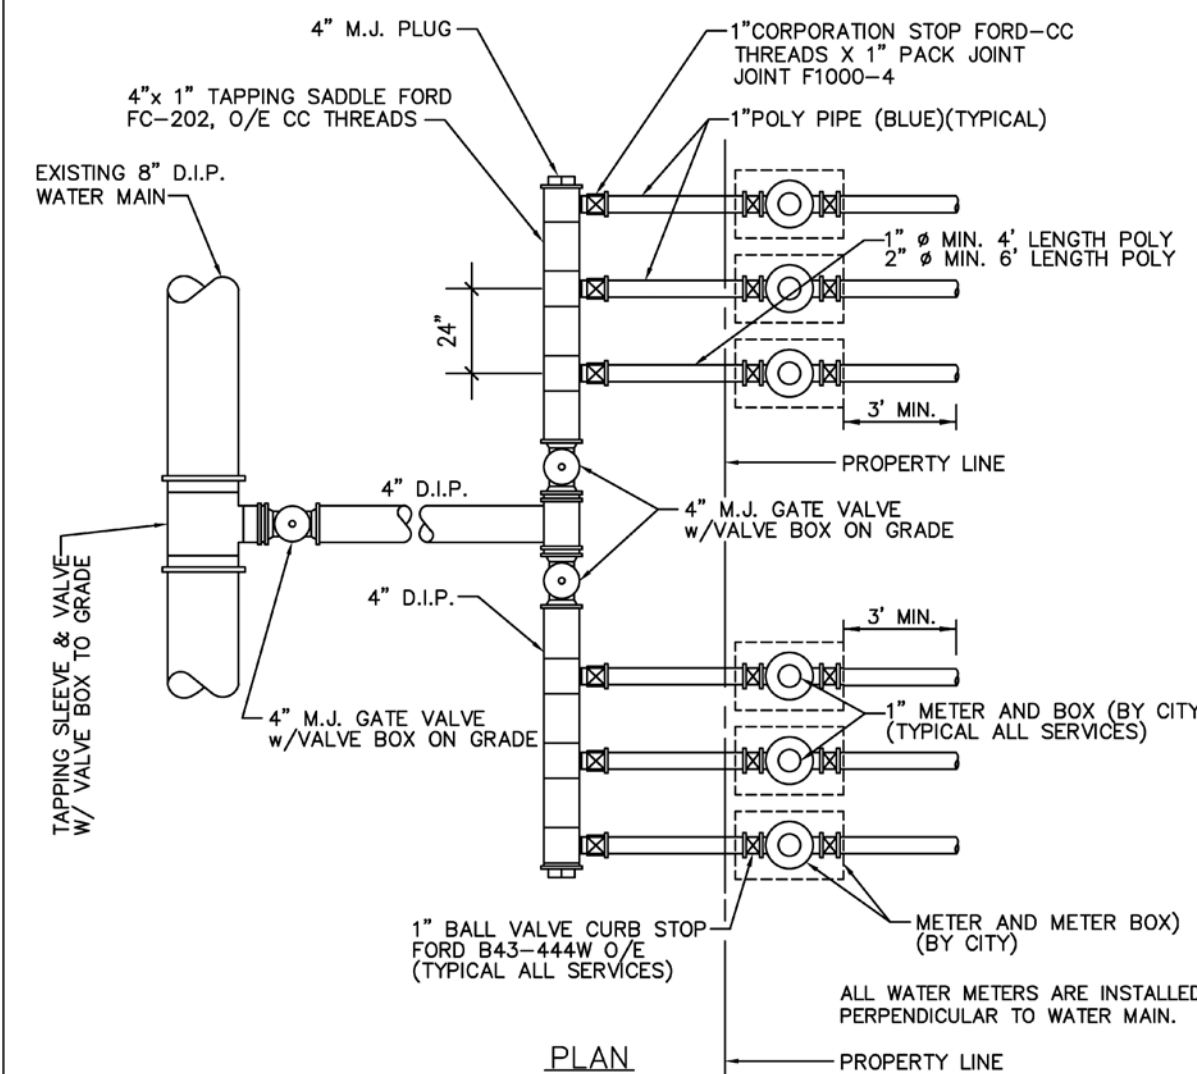 4" M.J. PLUG
1"CORPORATION STOP FORD-CC
THREADS X 1" PACK JOINT
JOINT F1000-4
4"x 1" TAPPING SADDLE FORD
FC-202, O/E CC THREADS
1"POLY PIPE (BLUE)(TYPICAL)
EXISTING 8" D.I.P.
WATER MAIN
1" ø MIN. 4' LENGTH POLY
2" ø MIN. 6' LENGTH POLY
24"
3' MIN.
PROPERTY LINE
4" D.I.P.
4" M.J. GATE VALVE
w/VALVE BOX ON GRADE
TAPPING SLEEVE & VALVE
W/ VALVE BOX TO GRADE
4" D.I.P.
3' MIN.
4" M.J. GATE VALVE
w/VALVE BOX ON GRADE
1" METER AND BOX (BY CITY
(TYPICAL ALL SERVICES)
1" BALL VALVE CURB STOP
FORD B43-444W O/E
(TYPICAL ALL SERVICES)
METER AND METER BOX)
(BY CITY)
ALL WATER METERS ARE INSTALLED
PERPENDICULAR TO WATER MAIN.
PLAN
PROPERTY LINE